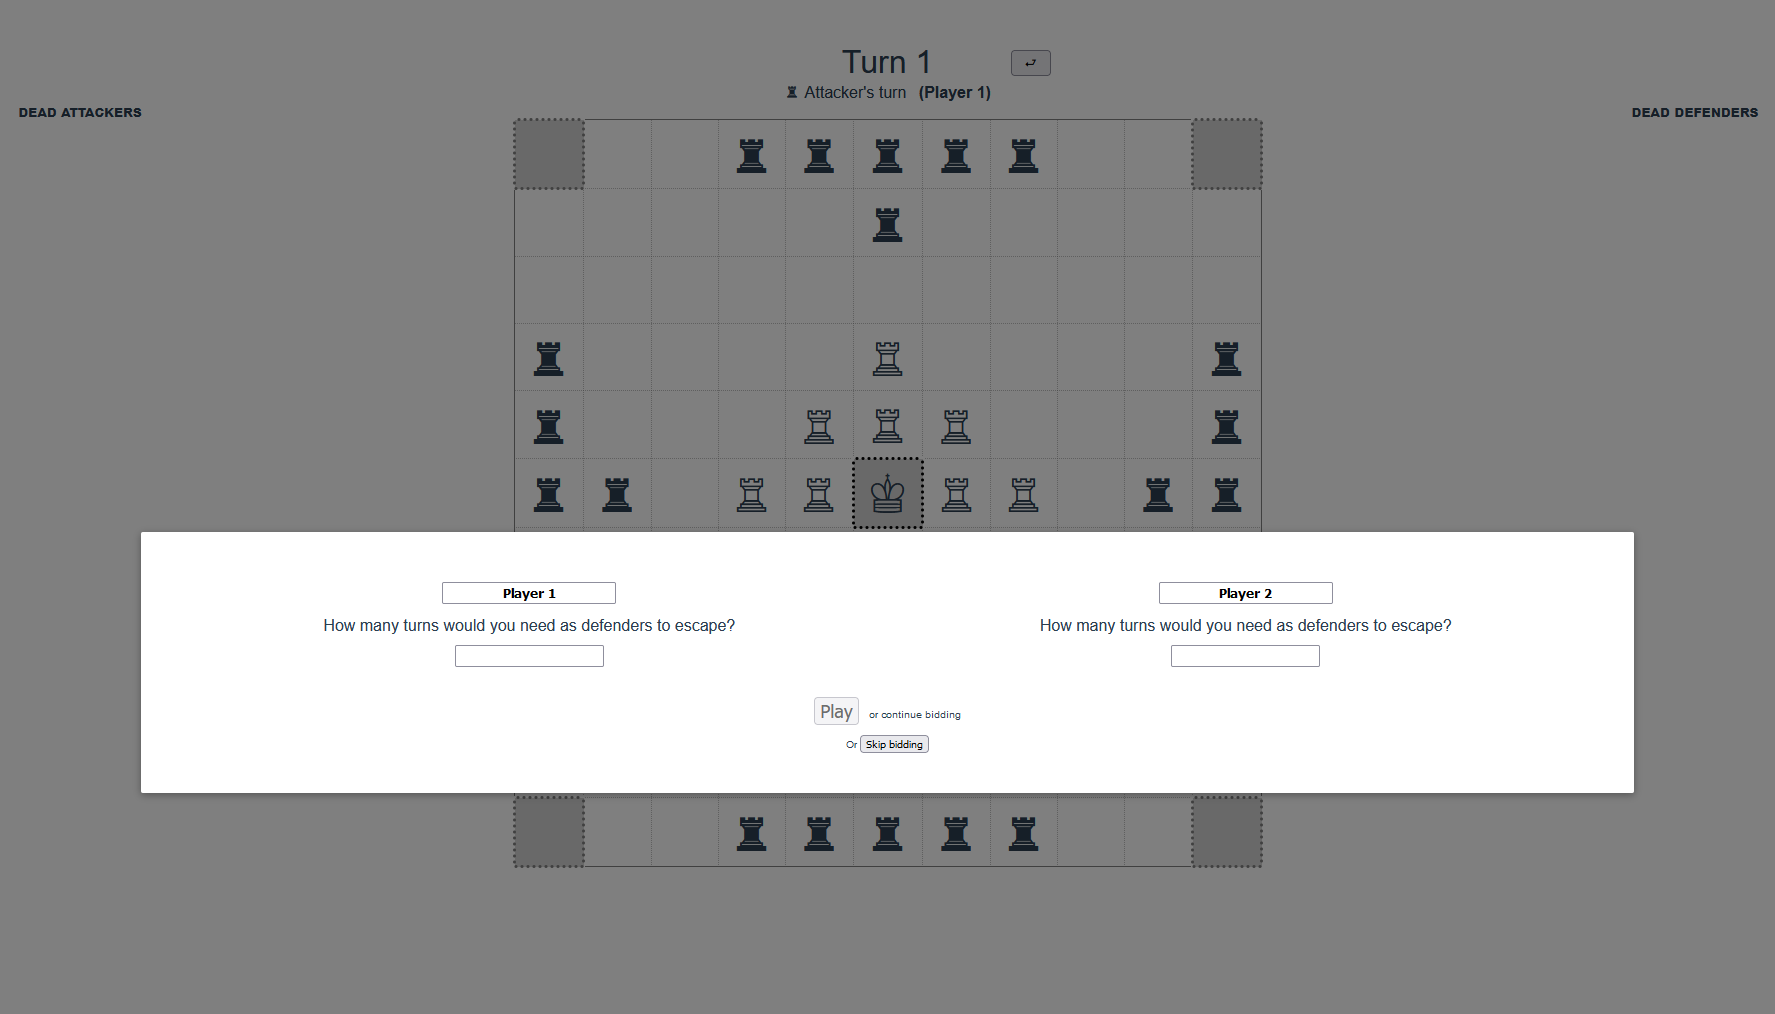 Turn 1
Attacker's turn (Player 1)
DEAD ATTACKERS
DEAD DEFENDERS
Player 1
Player 2
How many turns would you need as defenders to escape?
How many turns would you need as defenders to escape?
Play or continue bidding
Or Skip bidding